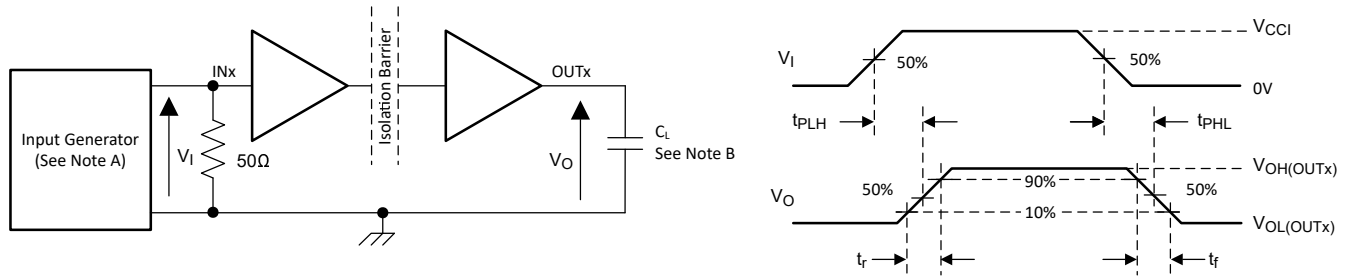 Input Generator
(See Note A)
VI
INx
50Ω
Isolation Barrier
OUTx
VO
CL
See Note B
VI
50%
50%
VCCI
0V
tPLH
tPHL
VO
50%
90%
10%
50%
VOH(OUTx)
VOL(OUTx)
tr
tf